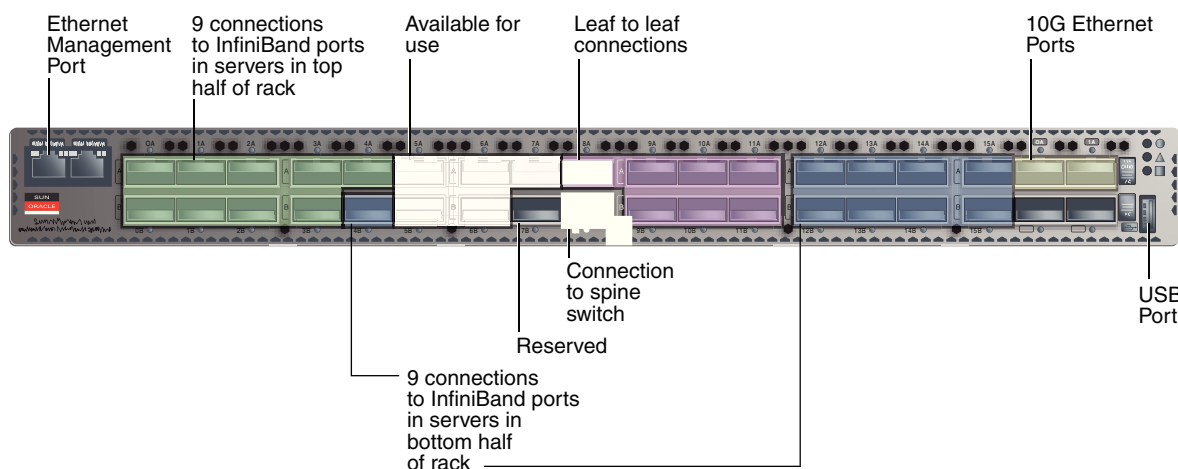 Ethernet
Management
Port
9 connections
to InfiniBand ports
in servers in top
half of rack
Available for
use
Leaf to leaf
connections
10G Ethernet
Ports
0A 1A 2A 3A 4A 5A 6A 7A 8A 9A 10A 11A 12A 13A 14A 15A 0A 1A
A A A A
SUN
ORACLE
B B B B
0B 1B 2B 3B 4B 5B 6B 7B 9B 10B 11B 12B 13B 14B 15B
Connection
to spine
switch
USB
Port
Reserved
9 connections
to InfiniBand ports
in servers in
bottom half
of rack